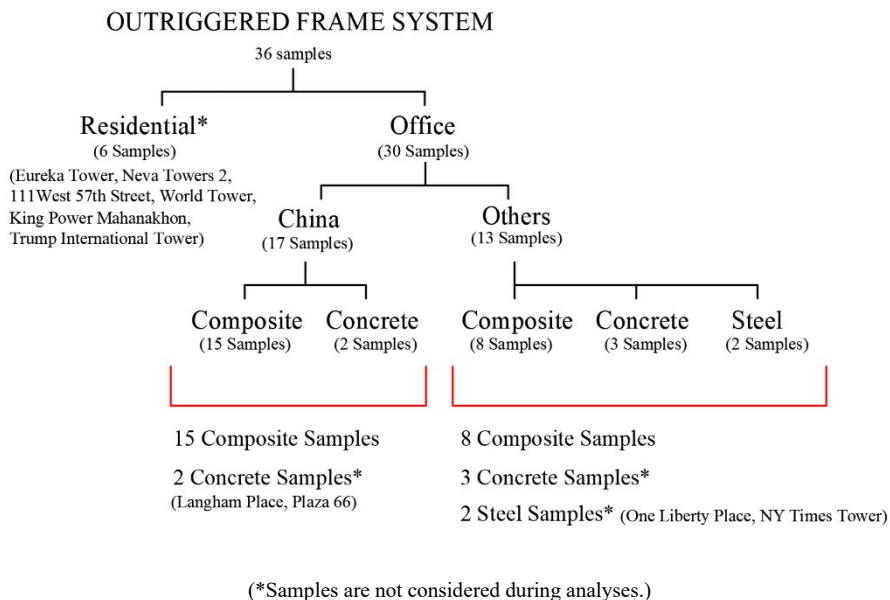 OUTRIGGERED FRAME SYSTEM
36 samples
Residential*
(6 Samples)
(Eureka Tower, Neva Towers 2,
111West 57th Street, World Tower,
King Power Mahanakhon,
Trump International Tower)
Office
(30 Samples)
China
(17 Samples)
Others
(13 Samples)
Composite
(15 Samples)
Concrete
(2 Samples)
Composite
(8 Samples)
Concrete
(3 Samples)
Steel
(2 Samples)
15 Composite Samples
2 Concrete Samples*
(Langham Place, Plaza 66)
8 Composite Samples
3 Concrete Samples*
2 Steel Samples* (One Liberty Place, NY Times Tower)
(*Samples are not considered during analyses.)